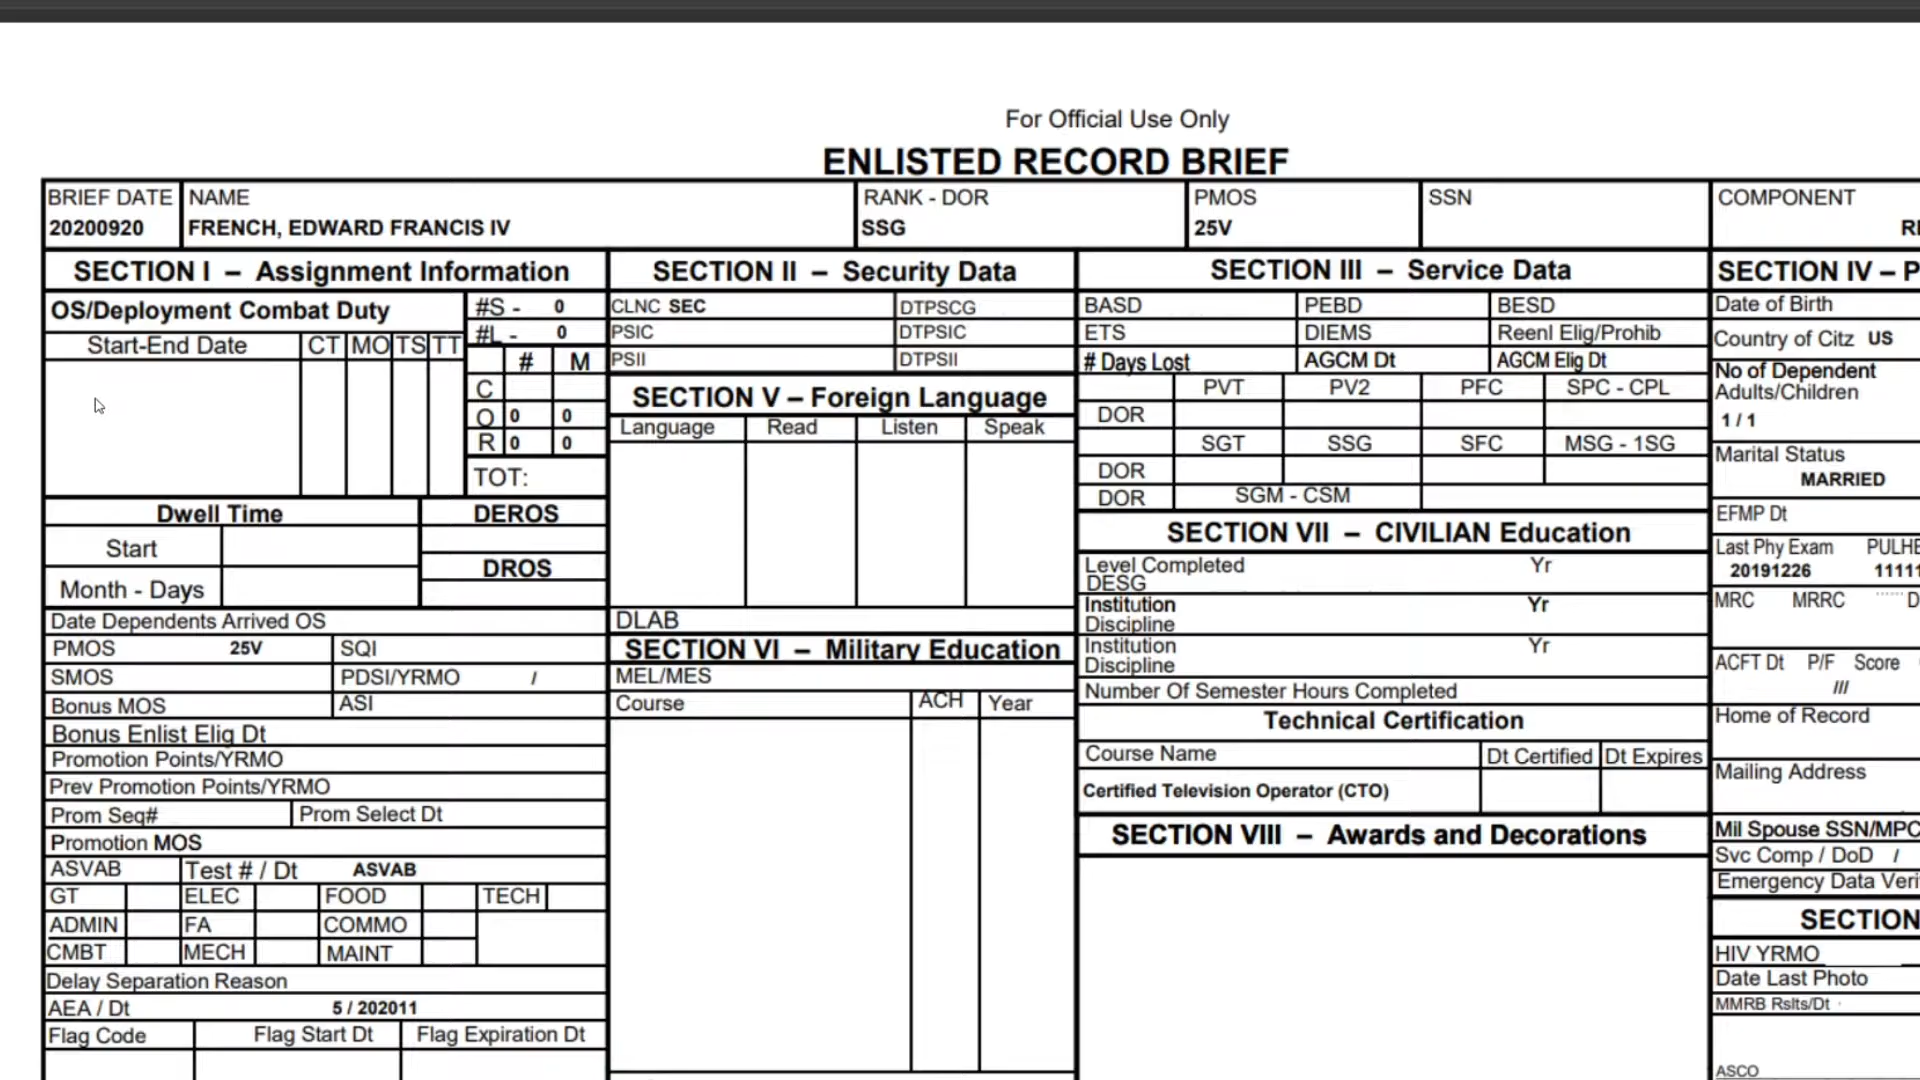 For Official Use Only
ENLISTED RECORD BRIEF
BRIEF DATE NAME RANK - DOR PMOS SSN COMPONENT
20200920 FRENCH, EDWARD FRANCIS IV SSG 25V
SECTION I – Assignment Information
OS/Deployment Combat Duty
Start-End Date CT MO TS TT
#S - 0
#L - 0
# M
C
O 0 0
R 0 0
TOT:
Dwell Time
Start
Month - Days
DEROS
DROS
Date Dependents Arrived OS
PMOS 25V SQI
SMOS PDSI/YRMO /
Bonus MOS ASI
Bonus Enlist Elig Dt
Promotion Points/YRMO
Prev Promotion Points/YRMO
Prom Seq# Prom Select Dt
Promotion MOS
ASVAB Test # / Dt ASVAB
GT ELEC FOOD TECH
ADMIN FA COMMO
CMBT MECH MAINT
Delay Separation Reason
AEA / Dt 5 / 202011
Flag Code Flag Start Dt Flag Expiration Dt
SECTION II – Security Data
CLNC SEC DTPSCG
PSIC DTPSIC
PSII DTPSII
SECTION V – Foreign Language
Language Read Listen Speak
DLAB
SECTION VI – Military Education
MEL/MES
Course ACH Year
SECTION III – Service Data
BASD PEBD BESD
ETS DIEMS Reenl Elig/Prohib
# Days Lost AGCM Dt AGCM Elig Dt
PVT PV2 PFC SPC - CPL
DOR
SGT SSG SFC MSG - 1SG
DOR
DOR SGM - CSM
SECTION VII – CIVILIAN Education
Level Completed Yr
DESG
Institution Yr
Discipline
Institution Yr
Discipline
Number Of Semester Hours Completed
Technical Certification
Course Name Dt Certified Dt Expires
Certified Television Operator (CTO)
SECTION VIII – Awards and Decorations
SECTION IV –
Date of Birth
Country of Citz US
No of Dependent
Adults/Children
1 / 1
Marital Status
MARRIED
EFMP Dt
Last Phy Exam
20191226
MRC MRRC
ACFT Dt P/F Score
///
Home of Record
Mailing Address
Mil Spouse SSN/MPC
Svc Comp / DoD /
Emergency Data
SECTION
HIV YRMO
Date Last Photo
MMRB Rslts/Dt
ASCO